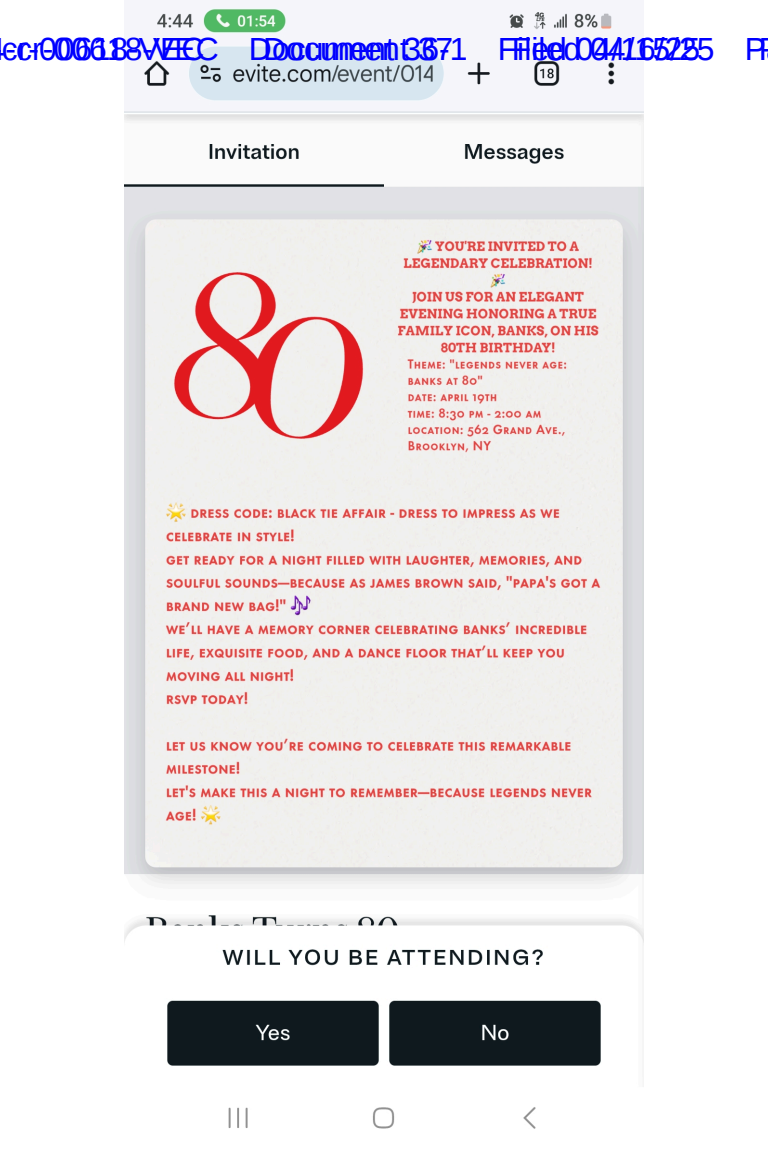 4:44 01:54 8%
evite.com/event/014 18
Invitation Messages
80
🎉 YOU'RE INVITED TO A
LEGENDARY CELEBRATION!
🎉
JOIN US FOR AN ELEGANT
EVENING HONORING A TRUE
FAMILY ICON, BANKS, ON HIS
80TH BIRTHDAY!
THEME: "LEGENDS NEVER AGE:
BANKS AT 80"
DATE: APRIL 19TH
TIME: 8:30 PM - 2:00 AM
LOCATION: 562 GRAND AVE.,
BROOKLYN, NY
🌟 DRESS CODE: BLACK TIE AFFAIR - DRESS TO IMPRESS AS WE
CELEBRATE IN STYLE!
GET READY FOR A NIGHT FILLED WITH LAUGHTER, MEMORIES, AND
SOULFUL SOUNDS—BECAUSE AS JAMES BROWN SAID, "PAPA'S GOT A
BRAND NEW BAG!" 🎶
WE'LL HAVE A MEMORY CORNER CELEBRATING BANKS' INCREDIBLE
LIFE, EXQUISITE FOOD, AND A DANCE FLOOR THAT'LL KEEP YOU
MOVING ALL NIGHT!
RSVP TODAY!
LET US KNOW YOU'RE COMING TO CELEBRATE THIS REMARKABLE
MILESTONE!
LET'S MAKE THIS A NIGHT TO REMEMBER—BECAUSE LEGENDS NEVER
AGE! 🌟
Banks Turns 80
WILL YOU BE ATTENDING?
Yes No